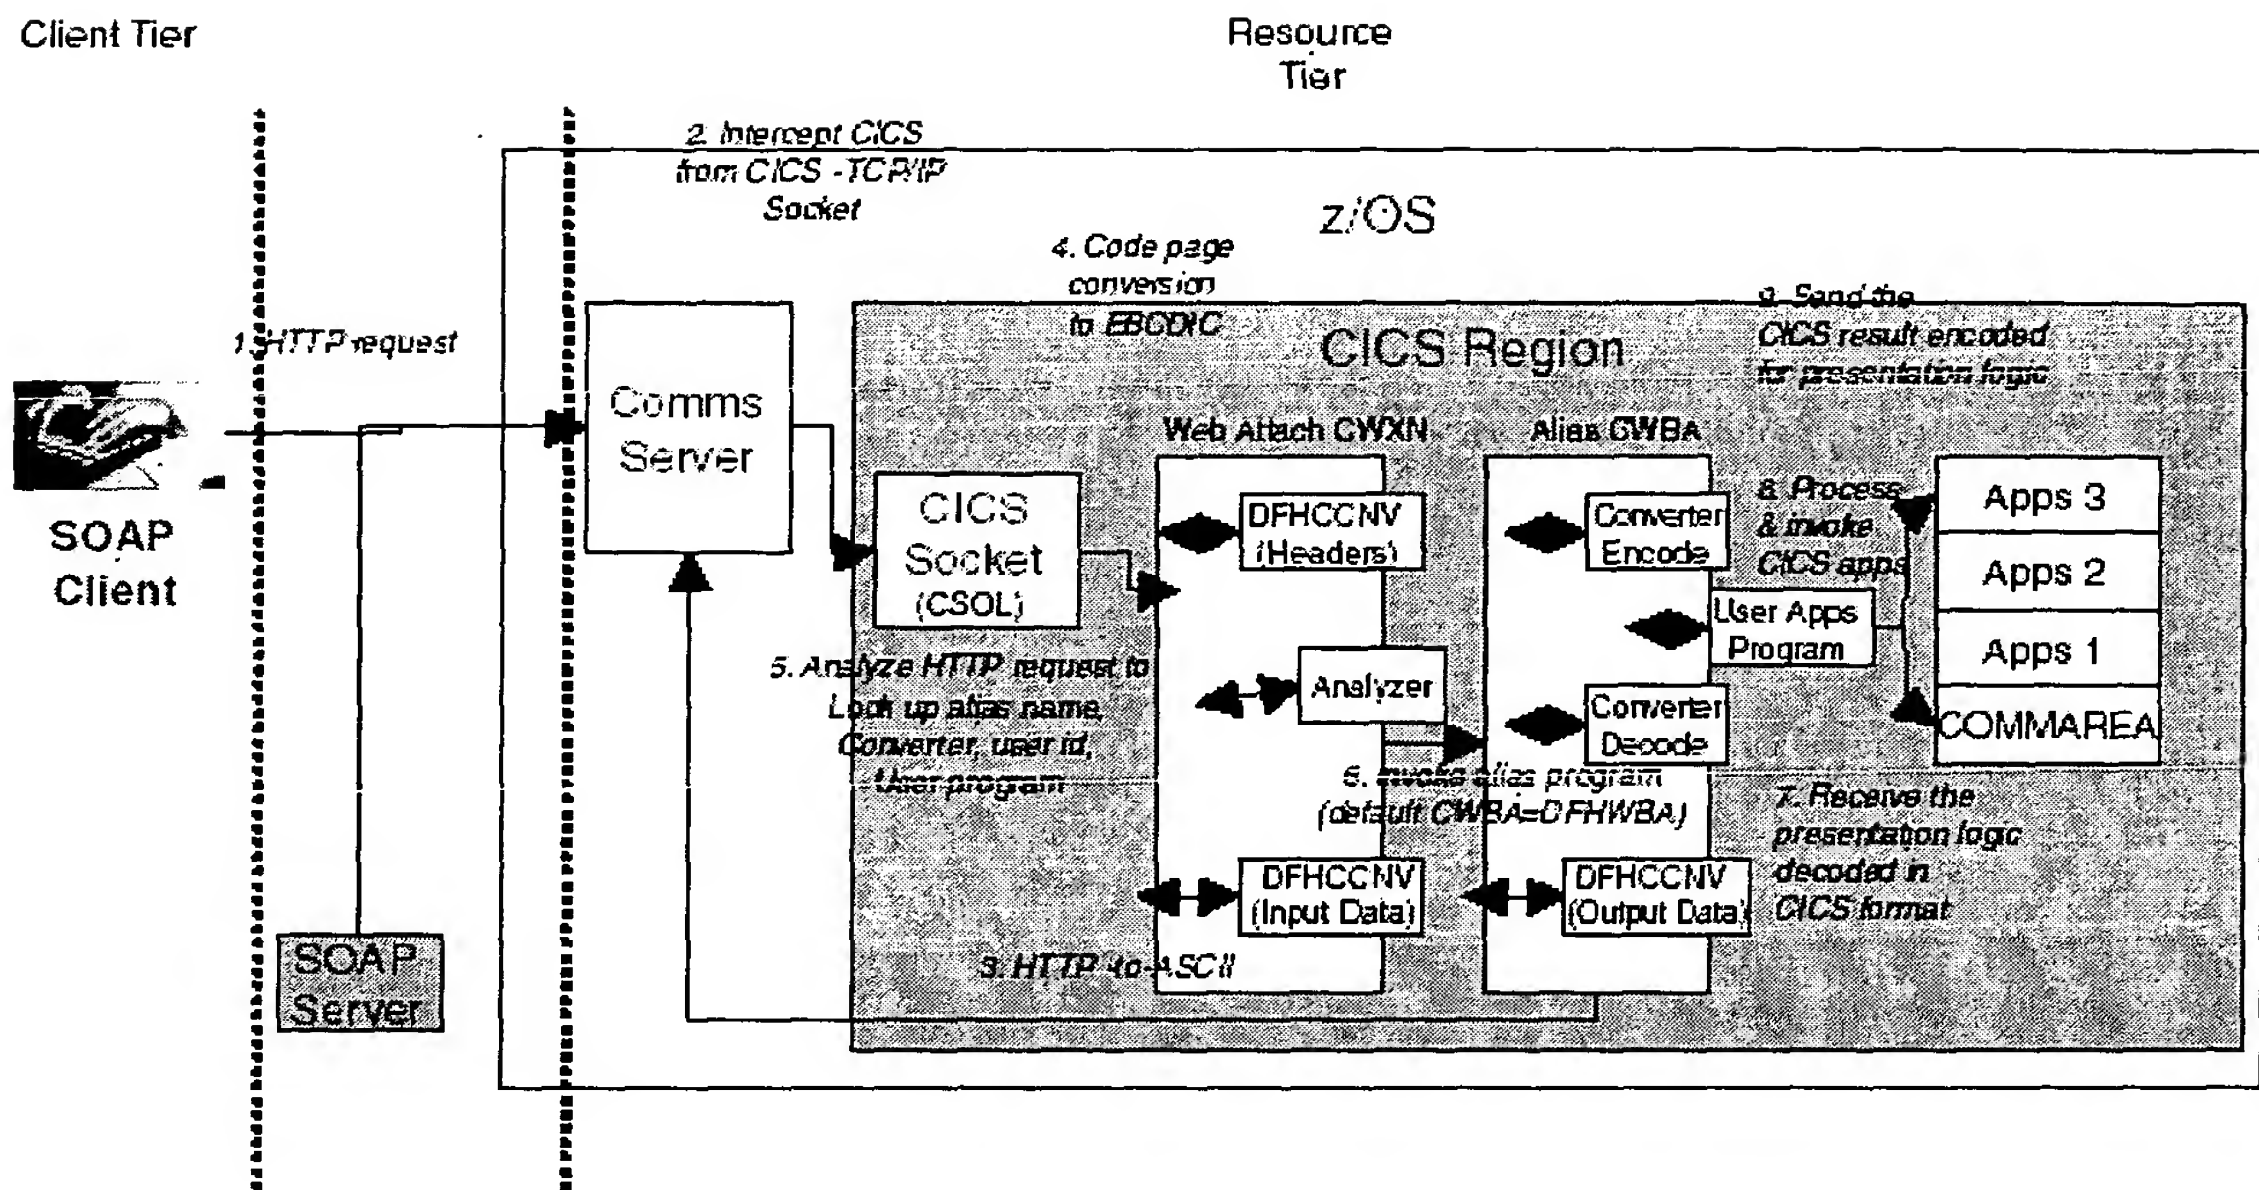 Client Tier
Resource
Tier
2. Intercept CICS
from CICS -TCP/IP
Socket
z/OS
4. Code page
conversion
to EBCDIC
9. Send the
CICS result encoded
for presentation logic
CICS Region
1. HTTP request
Comms
Server
Web Attach CWXN
Alias CWBA
SOAP
Client
CICS
Socket
(CSOL)
DFHCCNV
(Headers)
Converter
Encode
8. Process
& invoke
CICS apps
Apps 3
Apps 2
Apps 1
COMMAREA
User Apps
Program
5. Analyze HTTP request to
Look up alias name,
Converter, user id,
User program
Analyzer
Converter
Decode
6. Invoke alias program
(default CWBA=DFHWBA)
7. Receive the
presentation logic
decoded in
CICS format
DFHCCNV
(Input Data)
DFHCCNV
(Output Data)
3. HTTP -to-ASCII
SOAP
Server